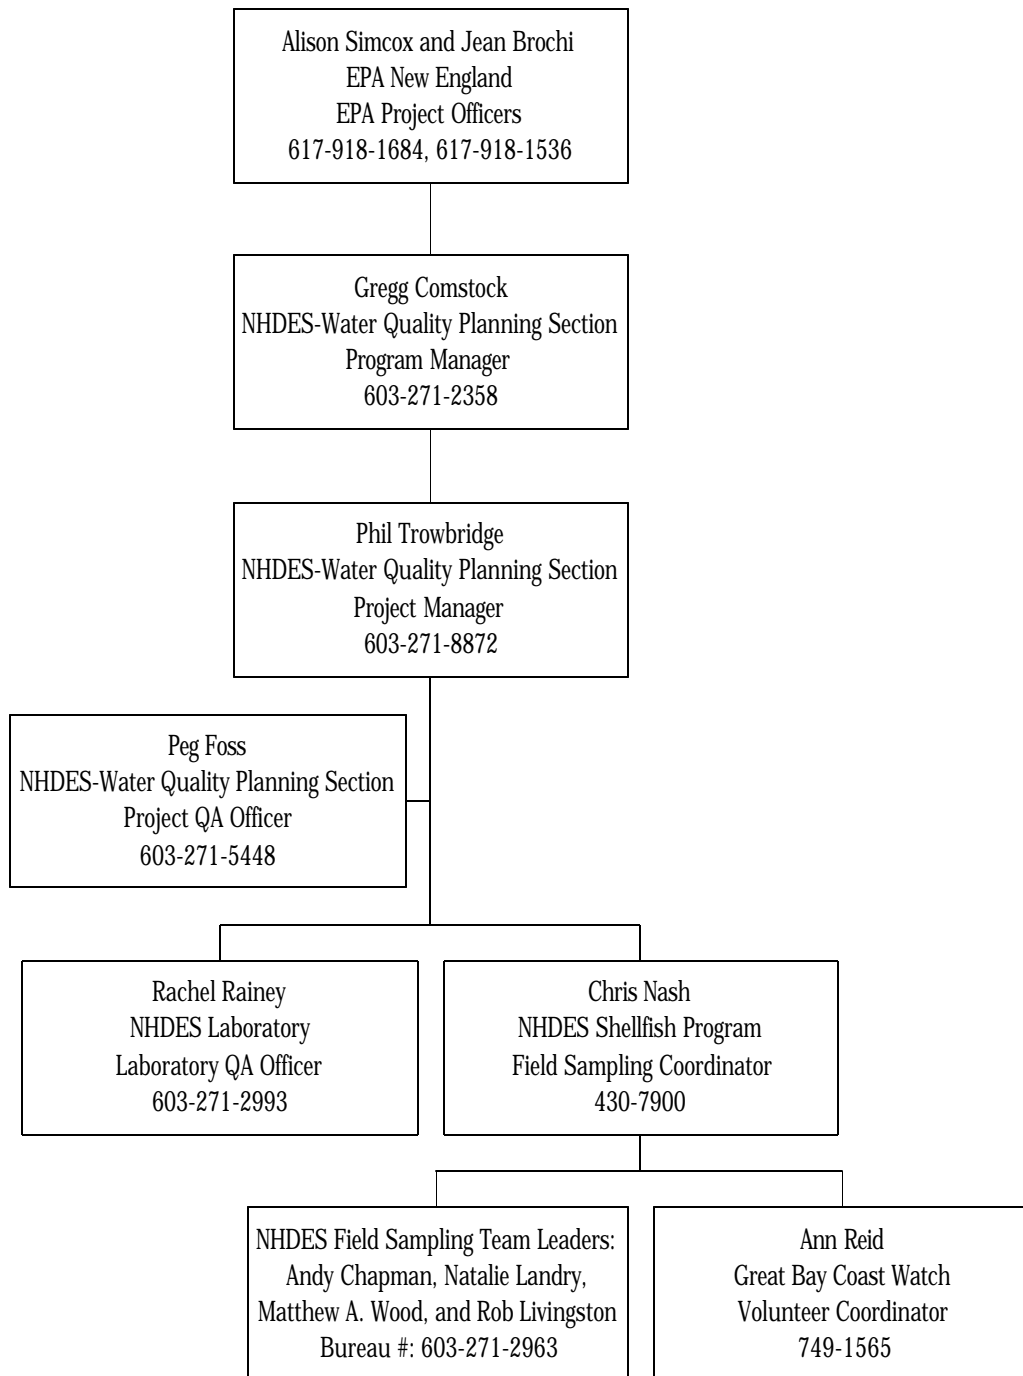 Alison Simcox and Jean Brochi
EPA New England
EPA Project Officers
617-918-1684, 617-918-1536
Gregg Comstock
NHDES-Water Quality Planning Section
Program Manager
603-271-2358
Phil Trowbridge
NHDES-Water Quality Planning Section
Project Manager
603-271-8872
Peg Foss
NHDES-Water Quality Planning Section
Project QA Officer
603-271-5448
Rachel Rainey
NHDES Laboratory
Laboratory QA Officer
603-271-2993
Chris Nash
NHDES Shellfish Program
Field Sampling Coordinator
430-7900
NHDES Field Sampling Team Leaders:
Andy Chapman, Natalie Landry,
Matthew A. Wood, and Rob Livingston
Bureau #: 603-271-2963
Ann Reid
Great Bay Coast Watch
Volunteer Coordinator
749-1565